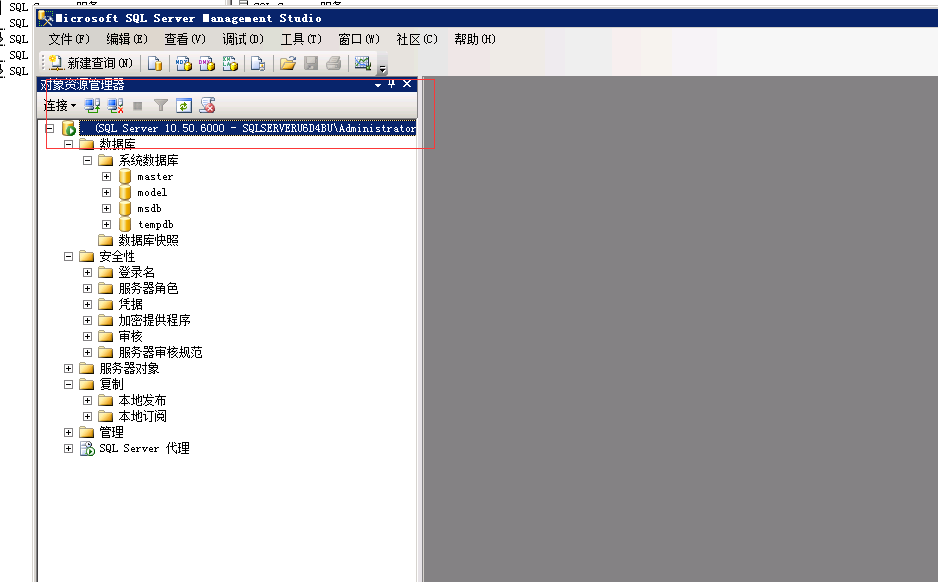 SQL
SQL
SQL
SQL
SQL
Microsoft SQL Server Management Studio
文件(F) 编辑(E) 查看(V) 调试(D) 工具(T) 窗口(W) 社区(C) 帮助(H)
新建查询(N)
对象资源管理器
连接
(SQL Server 10.50.6000 - SQLSERVERV6D4BU\Administrator
数据库
系统数据库
master
model
msdb
tempdb
数据库快照
安全性
登录名
服务器角色
凭据
加密提供程序
审核
服务器审核规范
服务器对象
复制
本地发布
本地订阅
管理
SQL Server 代理